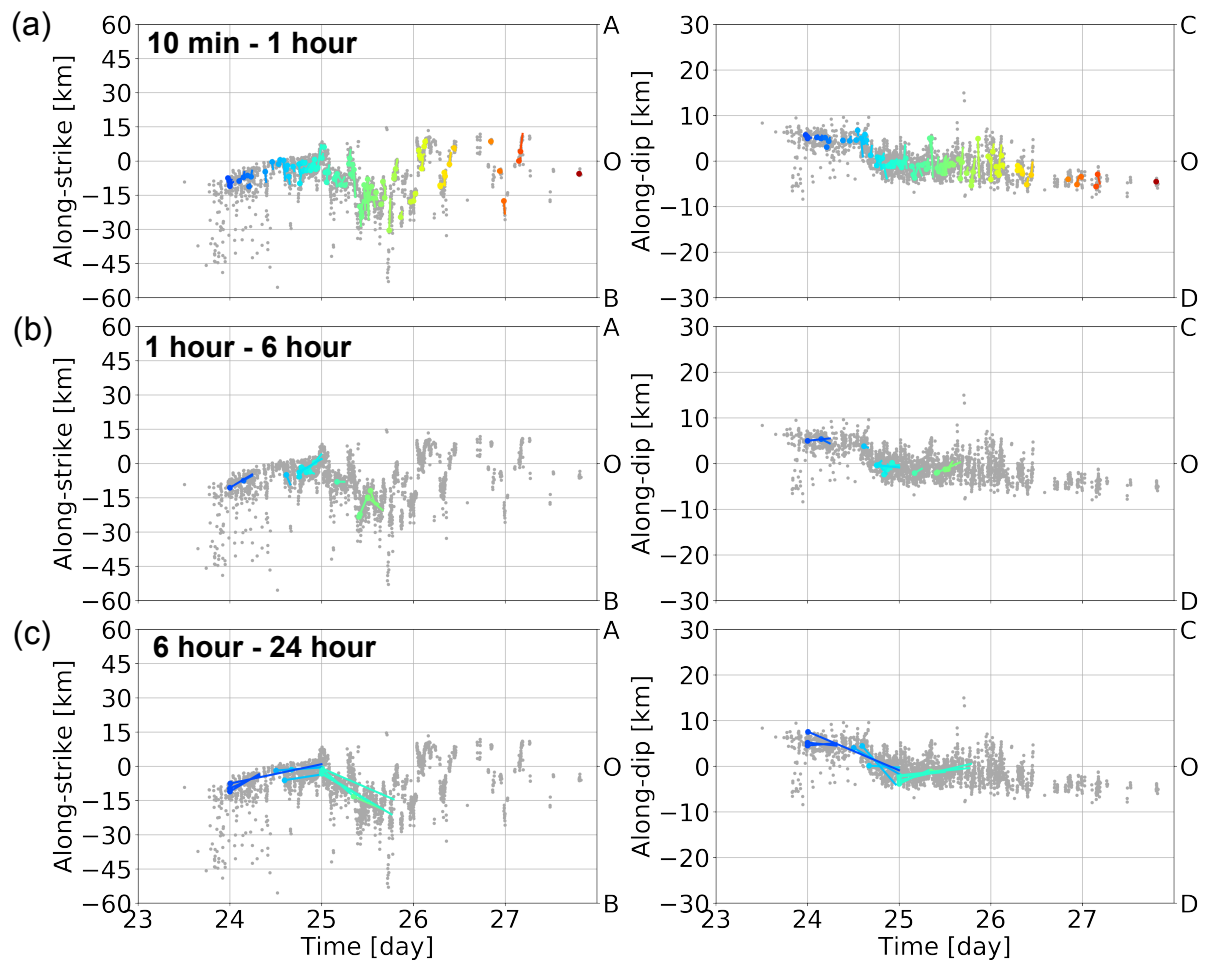 (a)
10 min - 1 hour
Along-strike [km]
60
45
30
15
0
−15
−30
−45
−60
A
O
B
Along-dip [km]
30
20
10
0
−10
−20
−30
C
O
D
(b)
1 hour - 6 hour
Along-strike [km]
60
45
30
15
0
−15
−30
−45
−60
A
O
B
Along-dip [km]
30
20
10
0
−10
−20
−30
C
O
D
(c)
6 hour - 24 hour
Along-strike [km]
60
45
30
15
0
−15
−30
−45
−60
A
O
B
23 24 25 26 27
Time [day]
Along-dip [km]
30
20
10
0
−10
−20
−30
C
O
D
23 24 25 26 27
Time [day]